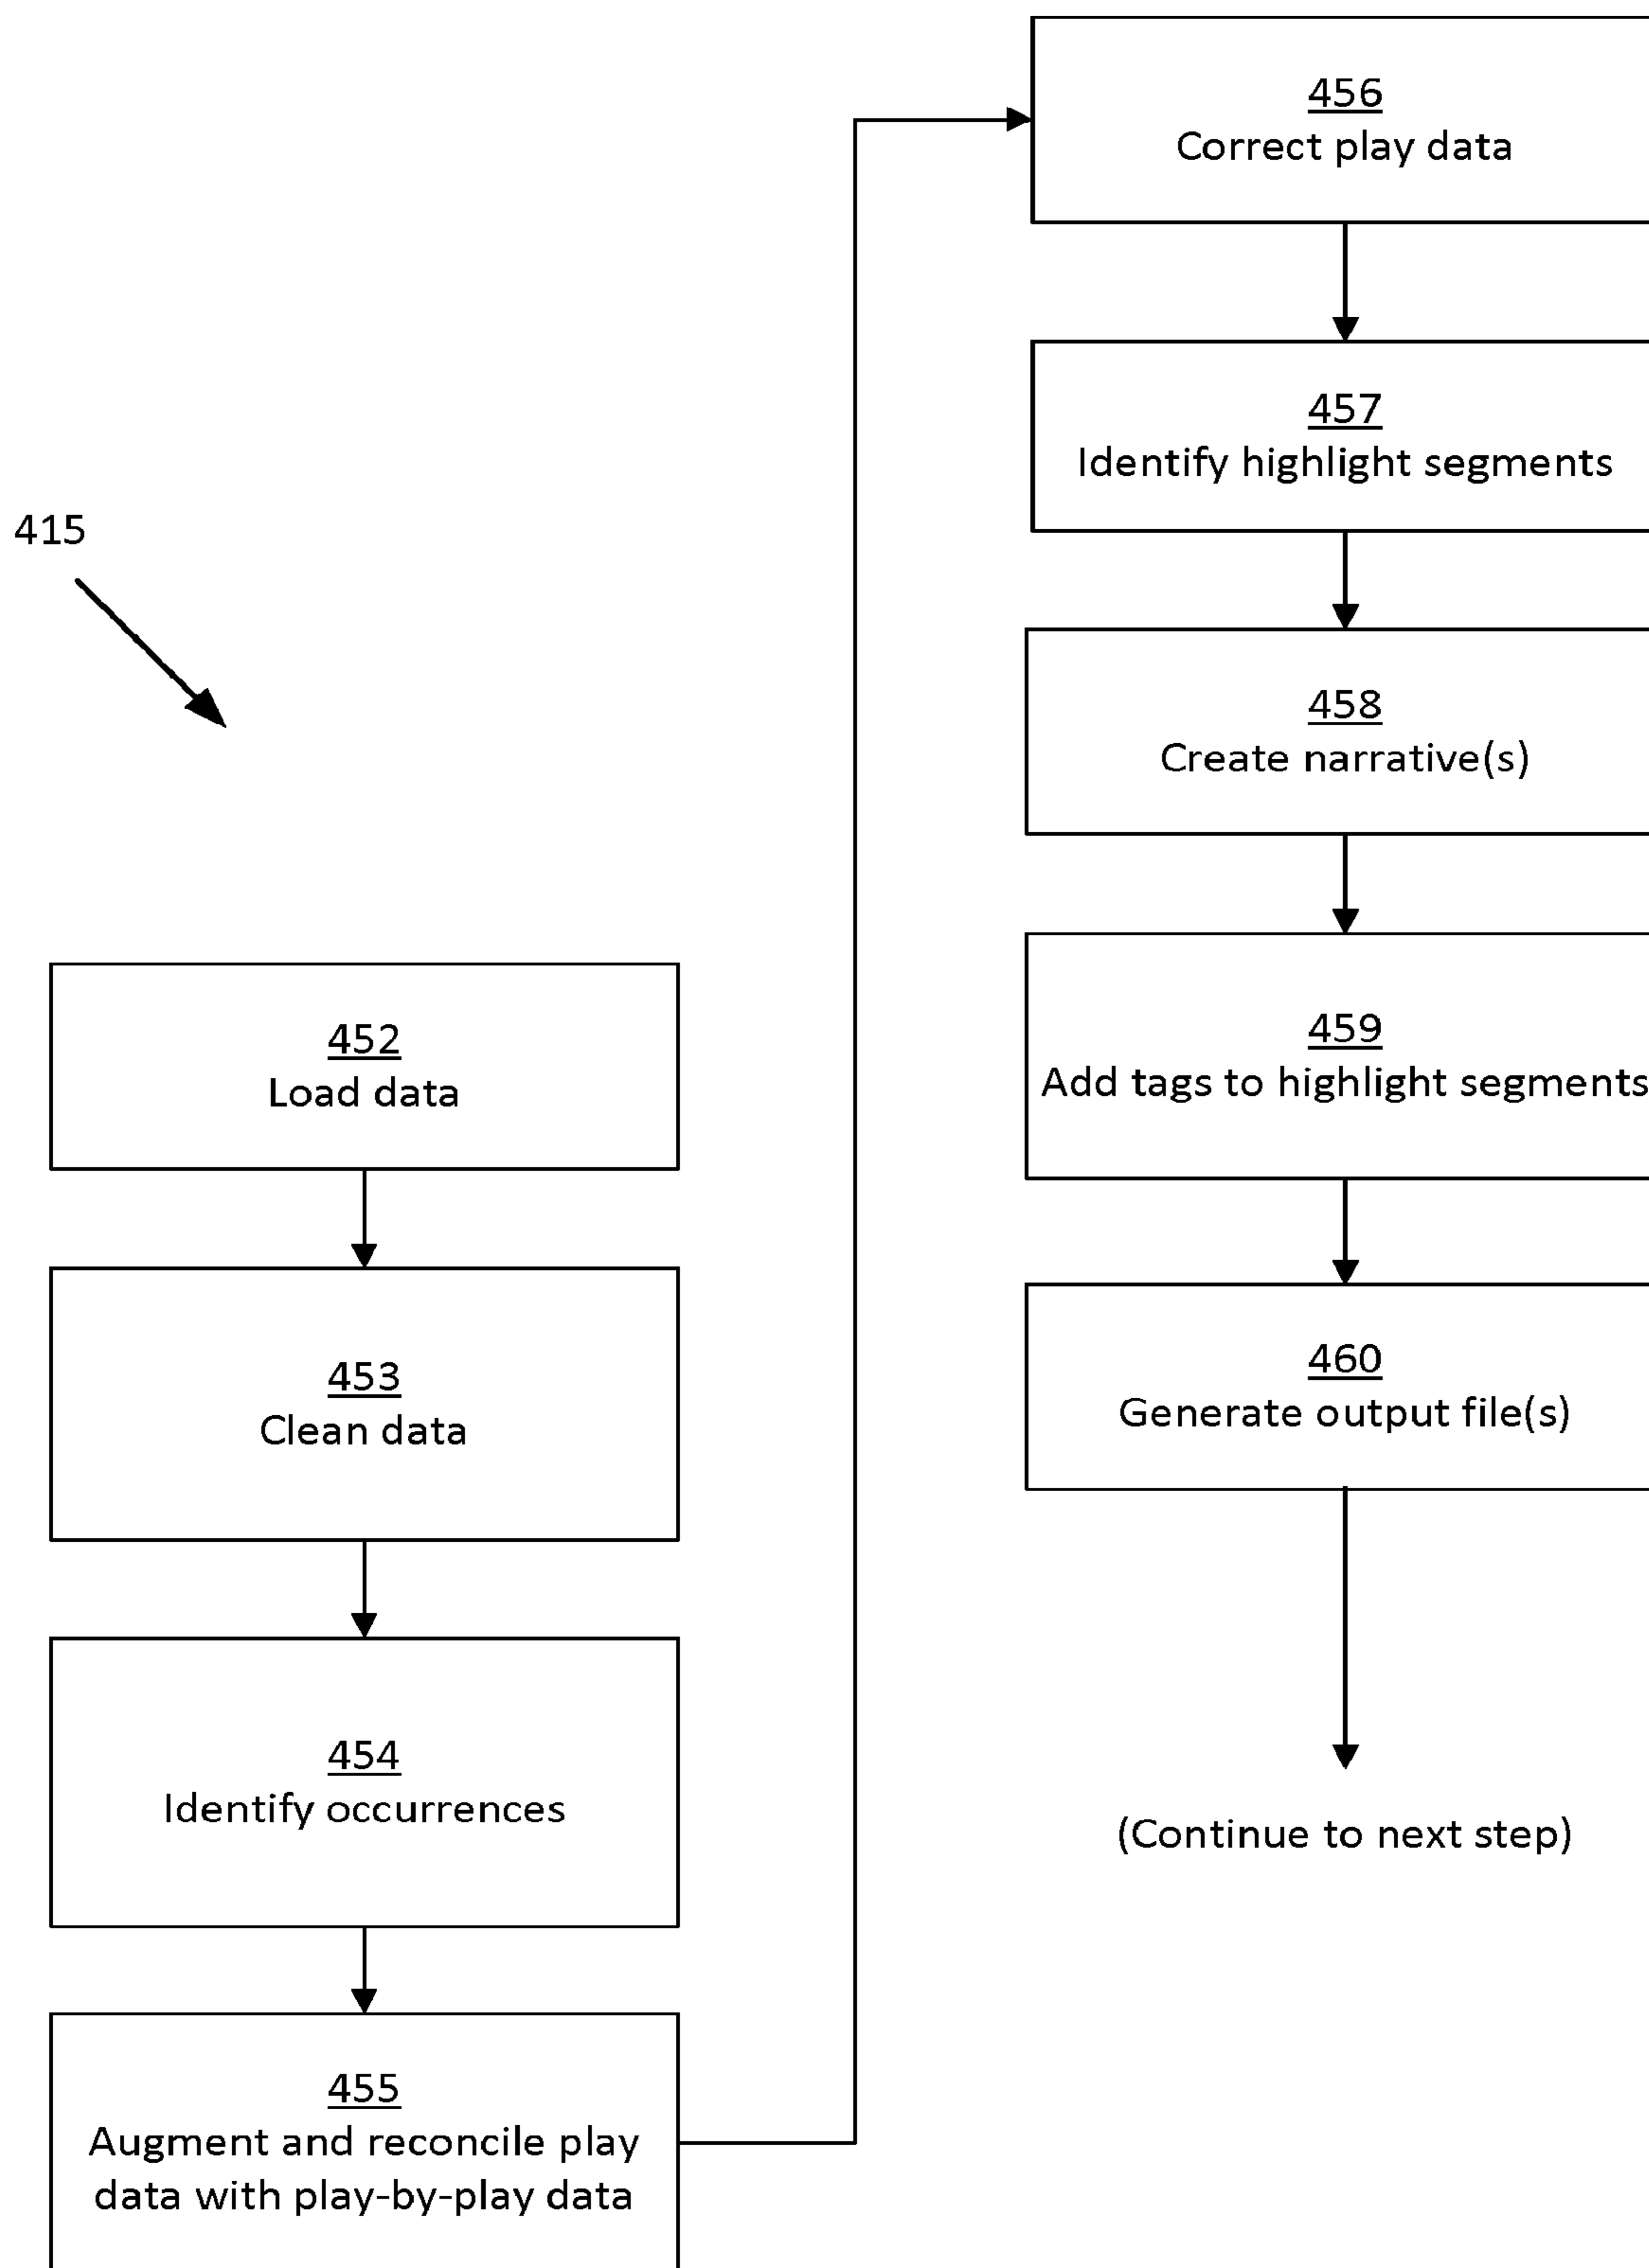 415
452
Load data
453
Clean data
454
Identify occurrences
455
Augment and reconcile play
data with play-by-play data
456
Correct play data
457
Identify highlight segments
458
Create narrative(s)
459
Add tags to highlight segments
460
Generate output file(s)
(Continue to next step)